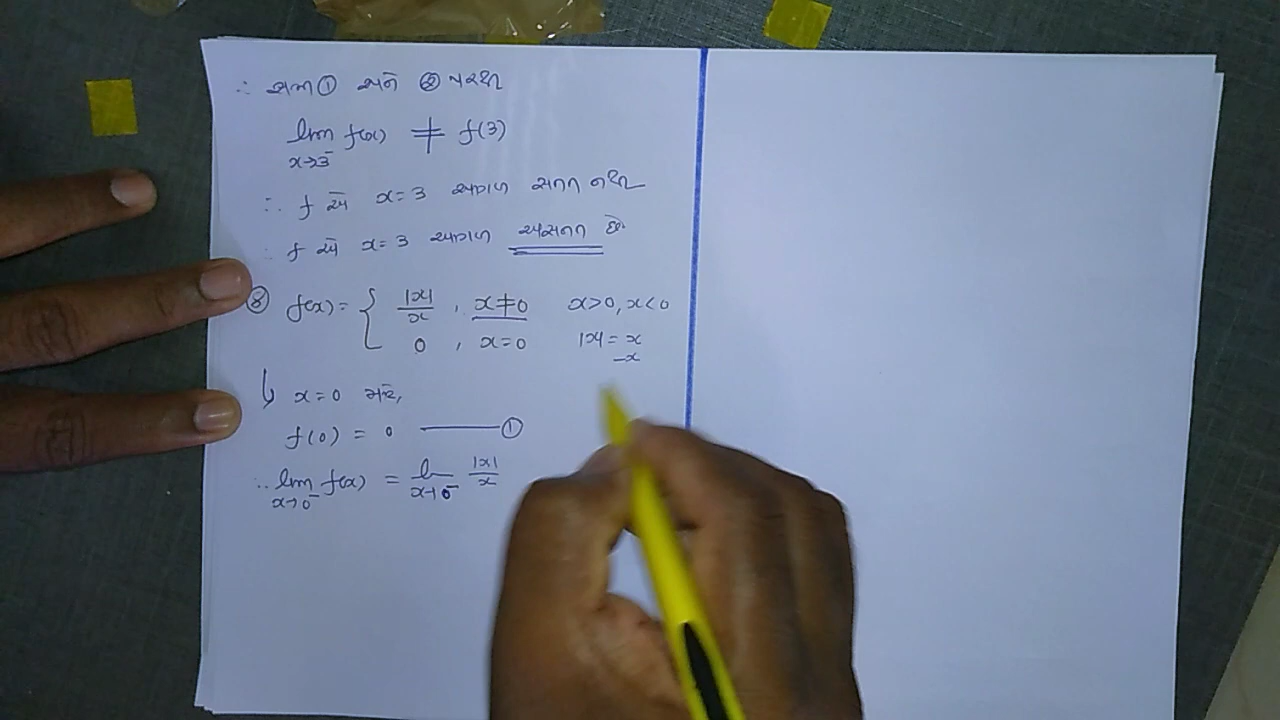 ∴ સમ ① અને ② પરથી
lim f(x) ≠ f(3)
x→3⁻
∴ f એ x=3 આગળ સતત નથી
∴ f એ x=3 આગળ અસતત છે.
⑧ f(x) = { |x|/x , x≠0 x>0, x<0
0 , x=0 |x| = x
-x
↳ x=0 માટે,
f(0) = 0 ——— ①
∴ lim f(x) = lim |x|/x
x→0⁻ x→0⁻